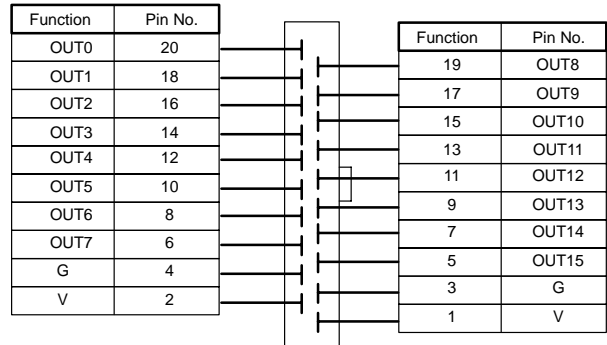 Function Pin No.
OUT0 20
OUT1 18
OUT2 16
OUT3 14
OUT4 12
OUT5 10
OUT6 8
OUT7 6
G 4
V 2
Function Pin No.
19 OUT8
17 OUT9
15 OUT10
13 OUT11
11 OUT12
9 OUT13
7 OUT14
5 OUT15
3 G
1 V